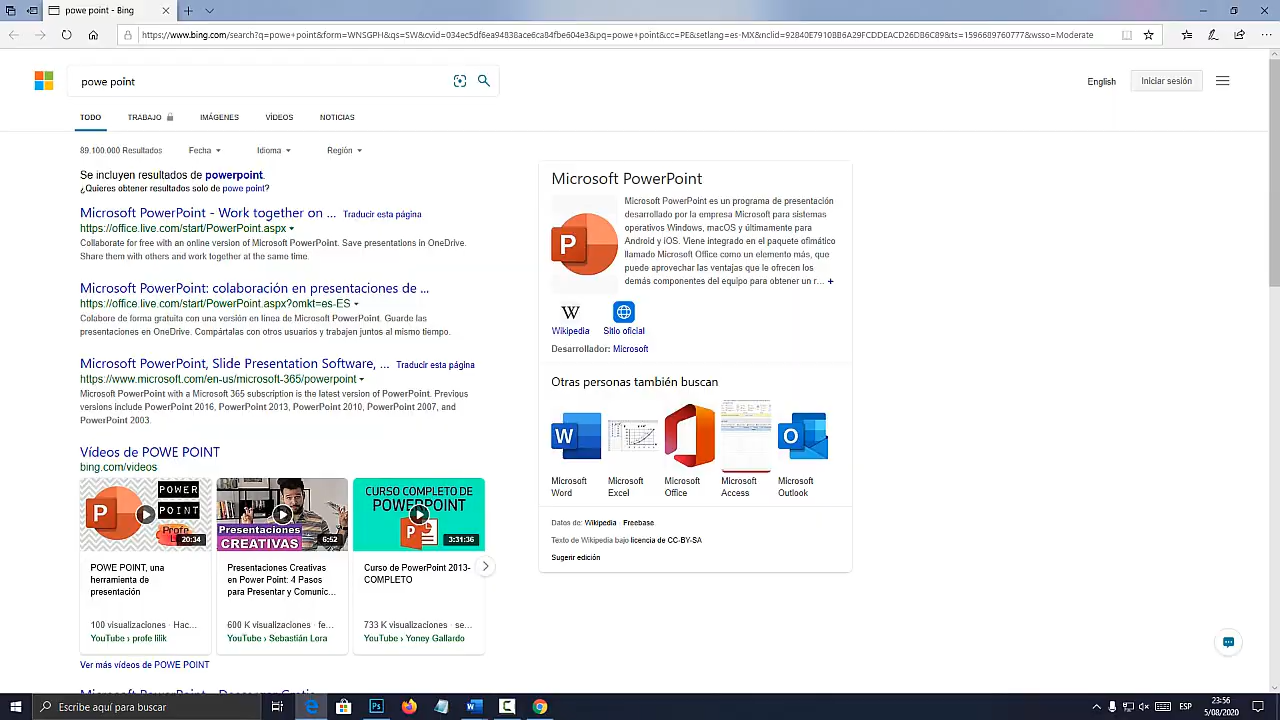 powe point - Bing
https://www.bing.com/search?q=powe+point&form=WNSGPH&qs=SW&cvid=034ec5df6ea94838ace6ca84fbe604e3&pq=powe+point&cc=PE&setlang=es-MX&nclid=92840E7910BB6A29FCDDEACD26DB6C89&ts=1596689760777&wsso=Moderate
powe point
English
Iniciar sesión
TODO
TRABAJO
IMÁGENES
VÍDEOS
NOTICIAS
89.100.000 Resultados
Fecha
Idioma
Región
Se incluyen resultados de powerpoint.
¿Quieres obtener resultados solo de powe point?
Microsoft PowerPoint - Work together on ... Traducir esta página
https://office.live.com/start/PowerPoint.aspx
Collaborate for free with an online version of Microsoft PowerPoint. Save presentations in OneDrive.
Share them with others and work together at the same time.
Microsoft PowerPoint: colaboración en presentaciones de ...
https://office.live.com/start/PowerPoint.aspx?omkt=es-ES
Colabore de forma gratuita con una versión en línea de Microsoft PowerPoint. Guarde las
presentaciones en OneDrive. Compártalas con otros usuarios y trabajen juntos al mismo tiempo.
Microsoft PowerPoint, Slide Presentation Software, ... Traducir esta página
https://www.microsoft.com/en-us/microsoft-365/powerpoint
Microsoft PowerPoint with a Microsoft 365 subscription is the latest version of PowerPoint. Previous
versions include PowerPoint 2016, PowerPoint 2013, PowerPoint 2010, PowerPoint 2007, and
PowerPoint 2003.
Vídeos de POWE POINT
bing.com/videos
P
POWER
POINT
Profe
lilik
20:34
POWE POINT, una
herramienta de
presentación
100 visualizaciones · Hac...
YouTube › profe lilik
Presentaciones
CREATIVAS
6:52
Presentaciones Creativas
en Power Point: 4 Pasos
para Presentar y Comunic...
600 K visualizaciones · fe...
YouTube › Sebastián Lora
CURSO COMPLETO DE
POWERPOINT
P
3:31:36
Curso de PowerPoint 2013-
COMPLETO
733 K visualizaciones · se...
YouTube › Yoney Gallardo
Ver más vídeos de POWE POINT
Microsoft PowerPoint - Descargar Gratis
Microsoft PowerPoint
P
Microsoft PowerPoint es un programa de presentación
desarrollado por la empresa Microsoft para sistemas
operativos Windows, macOS y últimamente para
Android y iOS. Viene integrado en el paquete ofimático
llamado Microsoft Office como un elemento más, que
puede aprovechar las ventajas que le ofrecen los
demás componentes del equipo para obtener un r... +
W
Wikipedia
Sitio oficial
Desarrollador: Microsoft
Otras personas también buscan
W
O
Microsoft
Word
Microsoft
Excel
Microsoft
Office
Microsoft
Access
Microsoft
Outlook
Datos de: Wikipedia · Freebase
Texto de Wikipedia bajo licencia de CC-BY-SA
Sugerir edición
Escribe aquí para buscar
Ps
W
C
ESP
23:56
5/08/2020